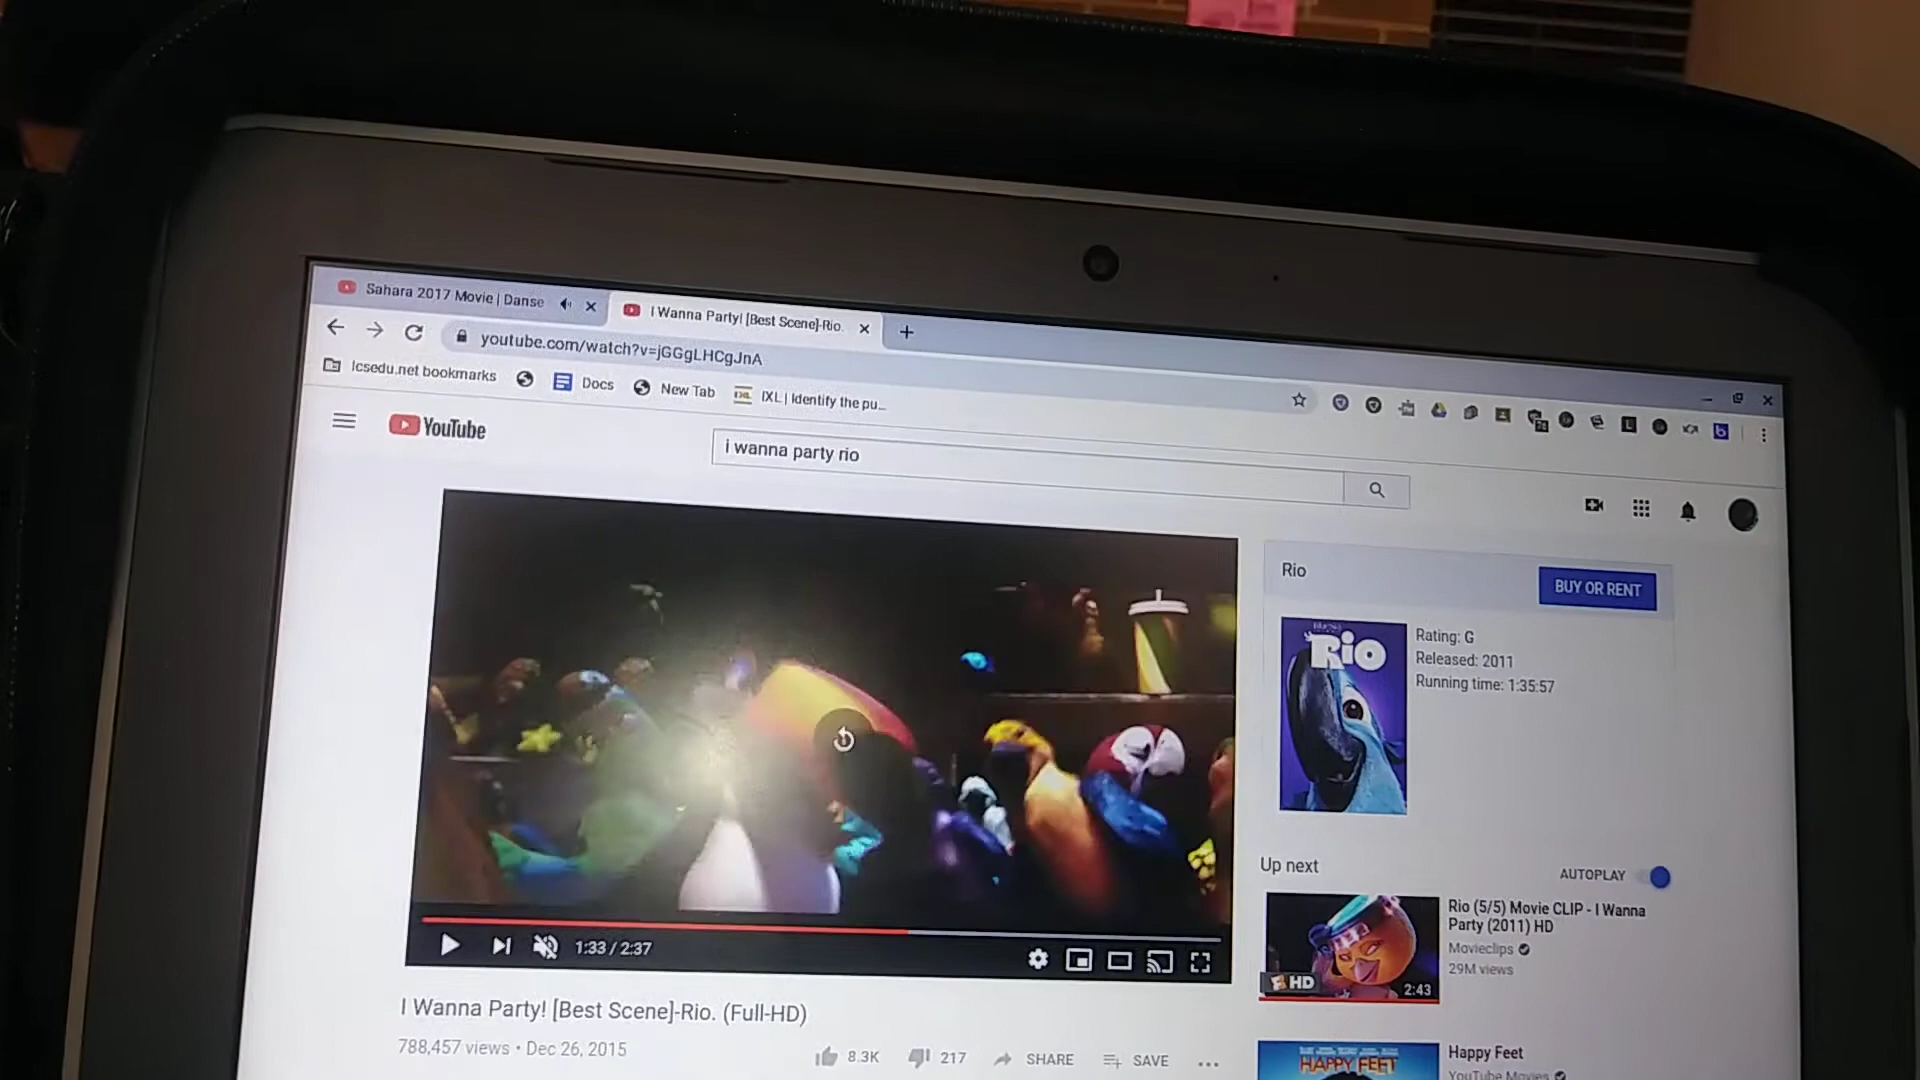 Sahara 2017 Movie | Danse
I Wanna Party! [Best Scene]-Rio.
youtube.com/watch?v=jGGgLHCgJnA
lcsedu.net bookmarks
Docs
New Tab
IXL | Identify the pu...
YouTube
i wanna party rio
Rio
BUY OR RENT
RiO
Rating: G
Released: 2011
Running time: 1:35:57
Up next
AUTOPLAY
Rio (5/5) Movie CLIP - I Wanna
Party (2011) HD
Movieclips
29M views
HD
2:43
1:33 / 2:37
I Wanna Party! [Best Scene]-Rio. (Full-HD)
788,457 views • Dec 26, 2015
8.3K
217
SHARE
SAVE
HAPPY FEET
Happy Feet
YouTube Movies